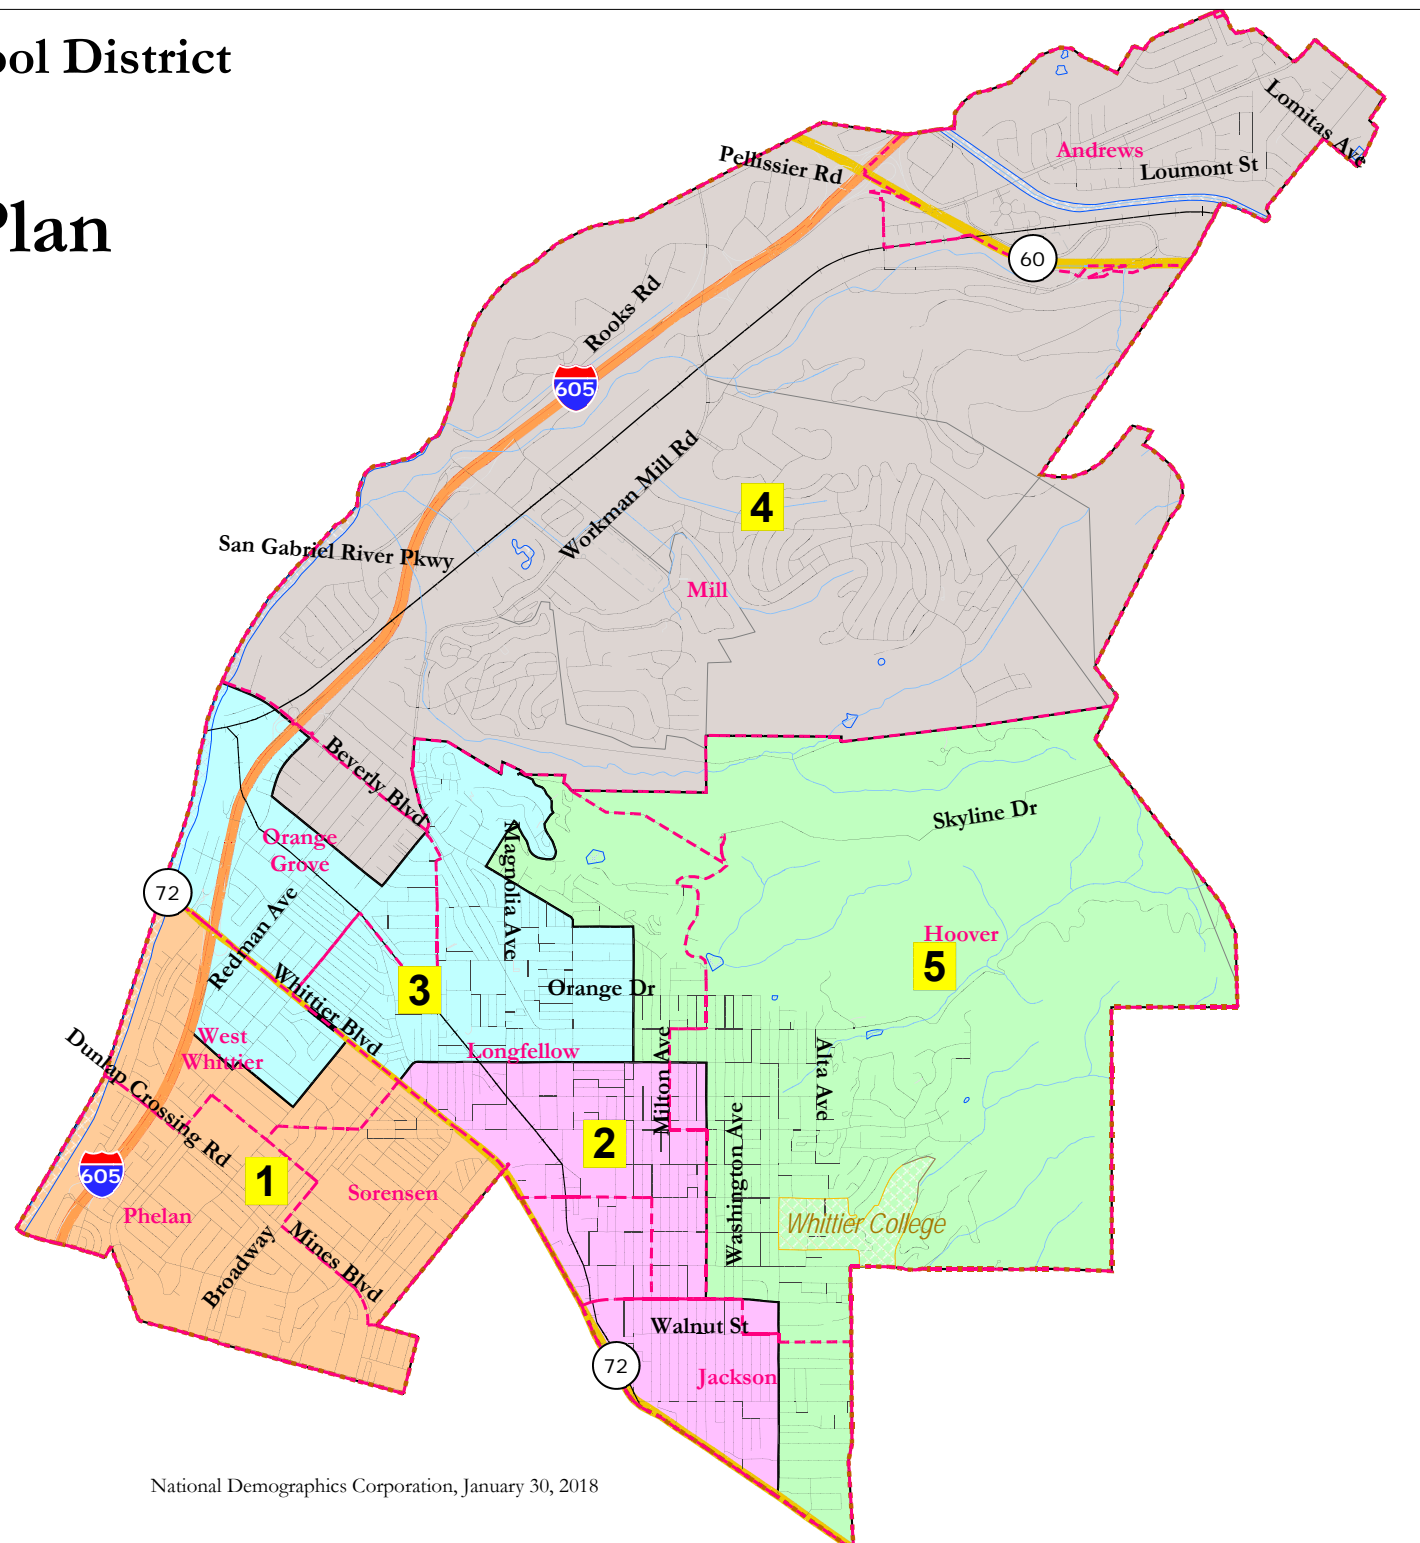 ool District
Plan
Lomitas Ave
Andrews
Loumont St
Pellissier Rd
60
Rooks Rd
605
Workman Mill Rd
4
San Gabriel River Pkwy
Mill
Beverly Blvd
Skyline Dr
Orange
Grove
Magnolia Ave
72
Redman Ave
Hoover
5
3
Whittier Blvd
Orange Dr
West
Whittier
Longfellow
Dunlap Crossing Rd
Milton Ave
Alta Ave
2
Washington Ave
605
1
Sorensen
Phelan
Whittier College
Broadway
Mines Blvd
Walnut St
72
Jackson
National Demographics Corporation, January 30, 2018